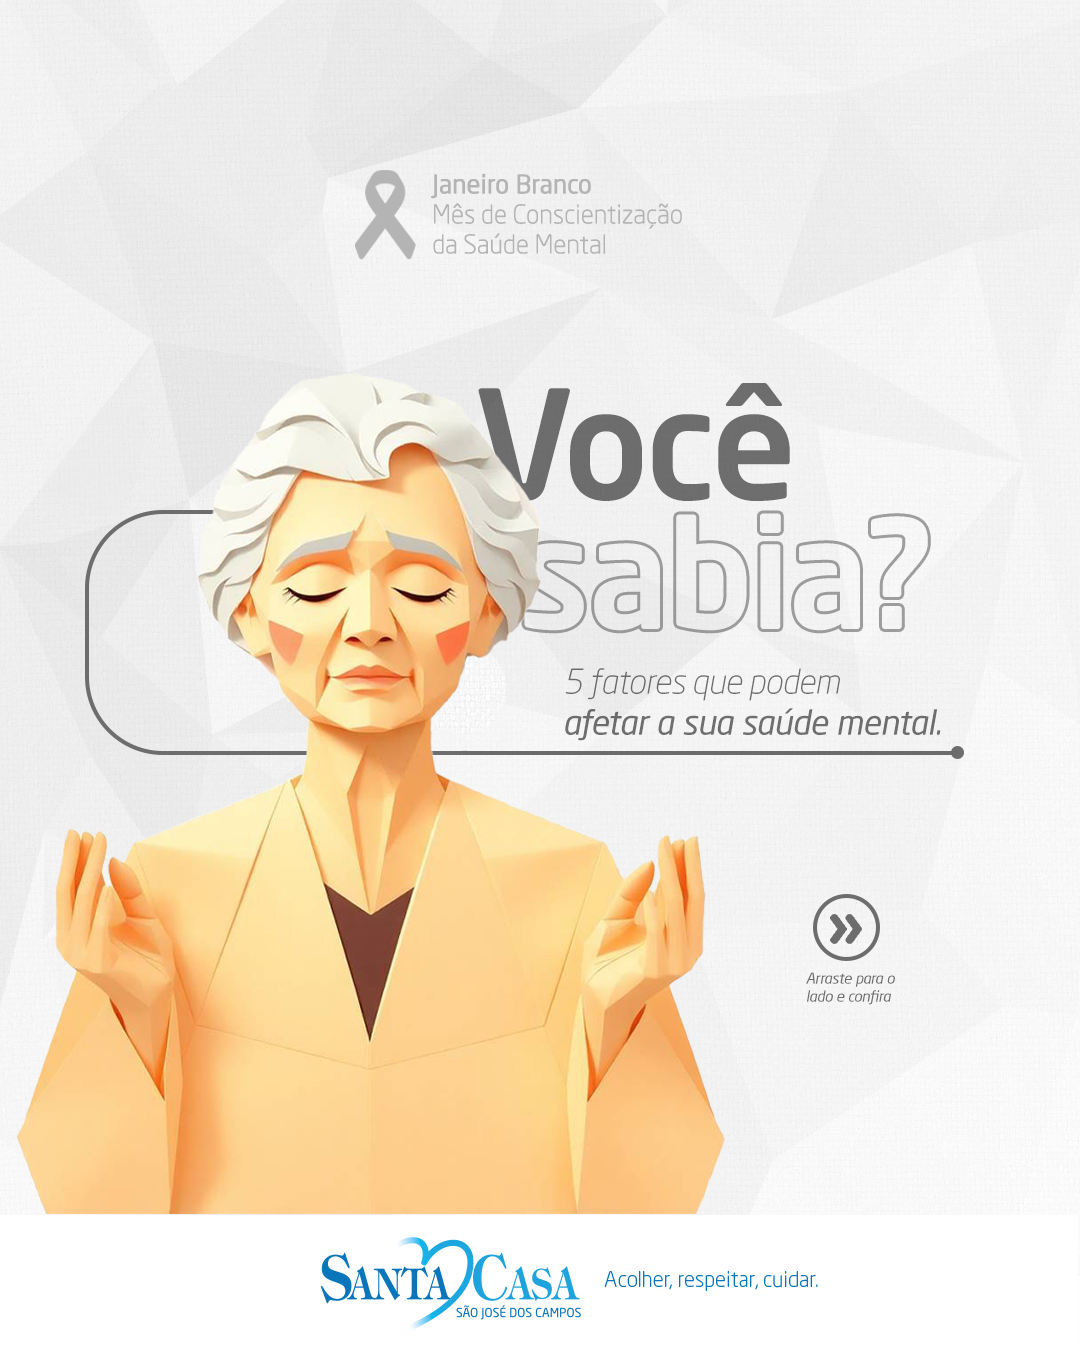 Janeiro Branco
Mês de Conscientização
da Saúde Mental
Você
sabia?
5 fatores que podem
afetar a sua saúde mental.
Arraste para o
lado e confira
SANTA CASA
SÃO JOSÉ DOS CAMPOS
Acolher, respeitar, cuidar.